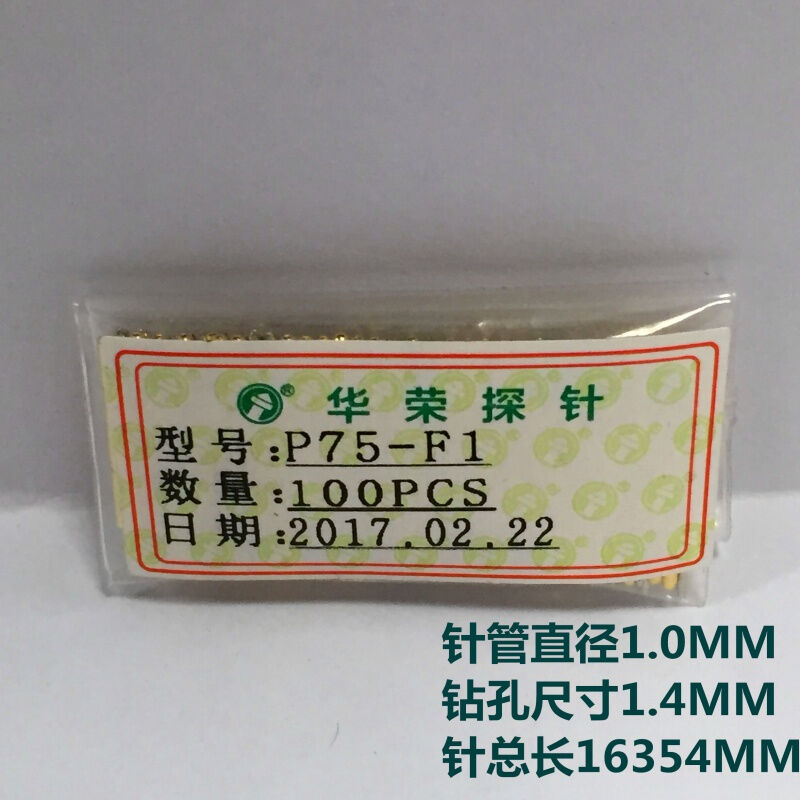 ® 华荣探针
型号:P75-F1
数量:100PCS
日期:2017.02.22
针管直径1.0MM
钻孔尺寸1.4MM
针总长16354MM